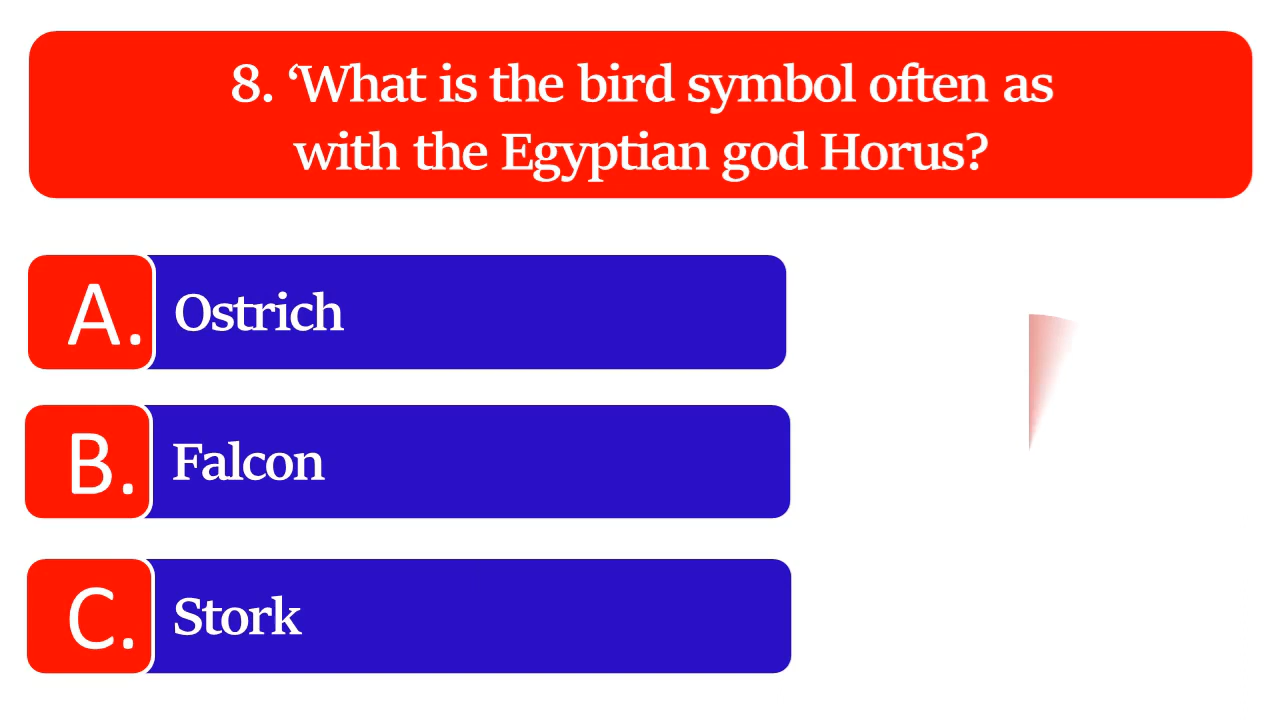 8. ‘What is the bird symbol often as
with the Egyptian god Horus?
A. Ostrich
B. Falcon
C. Stork